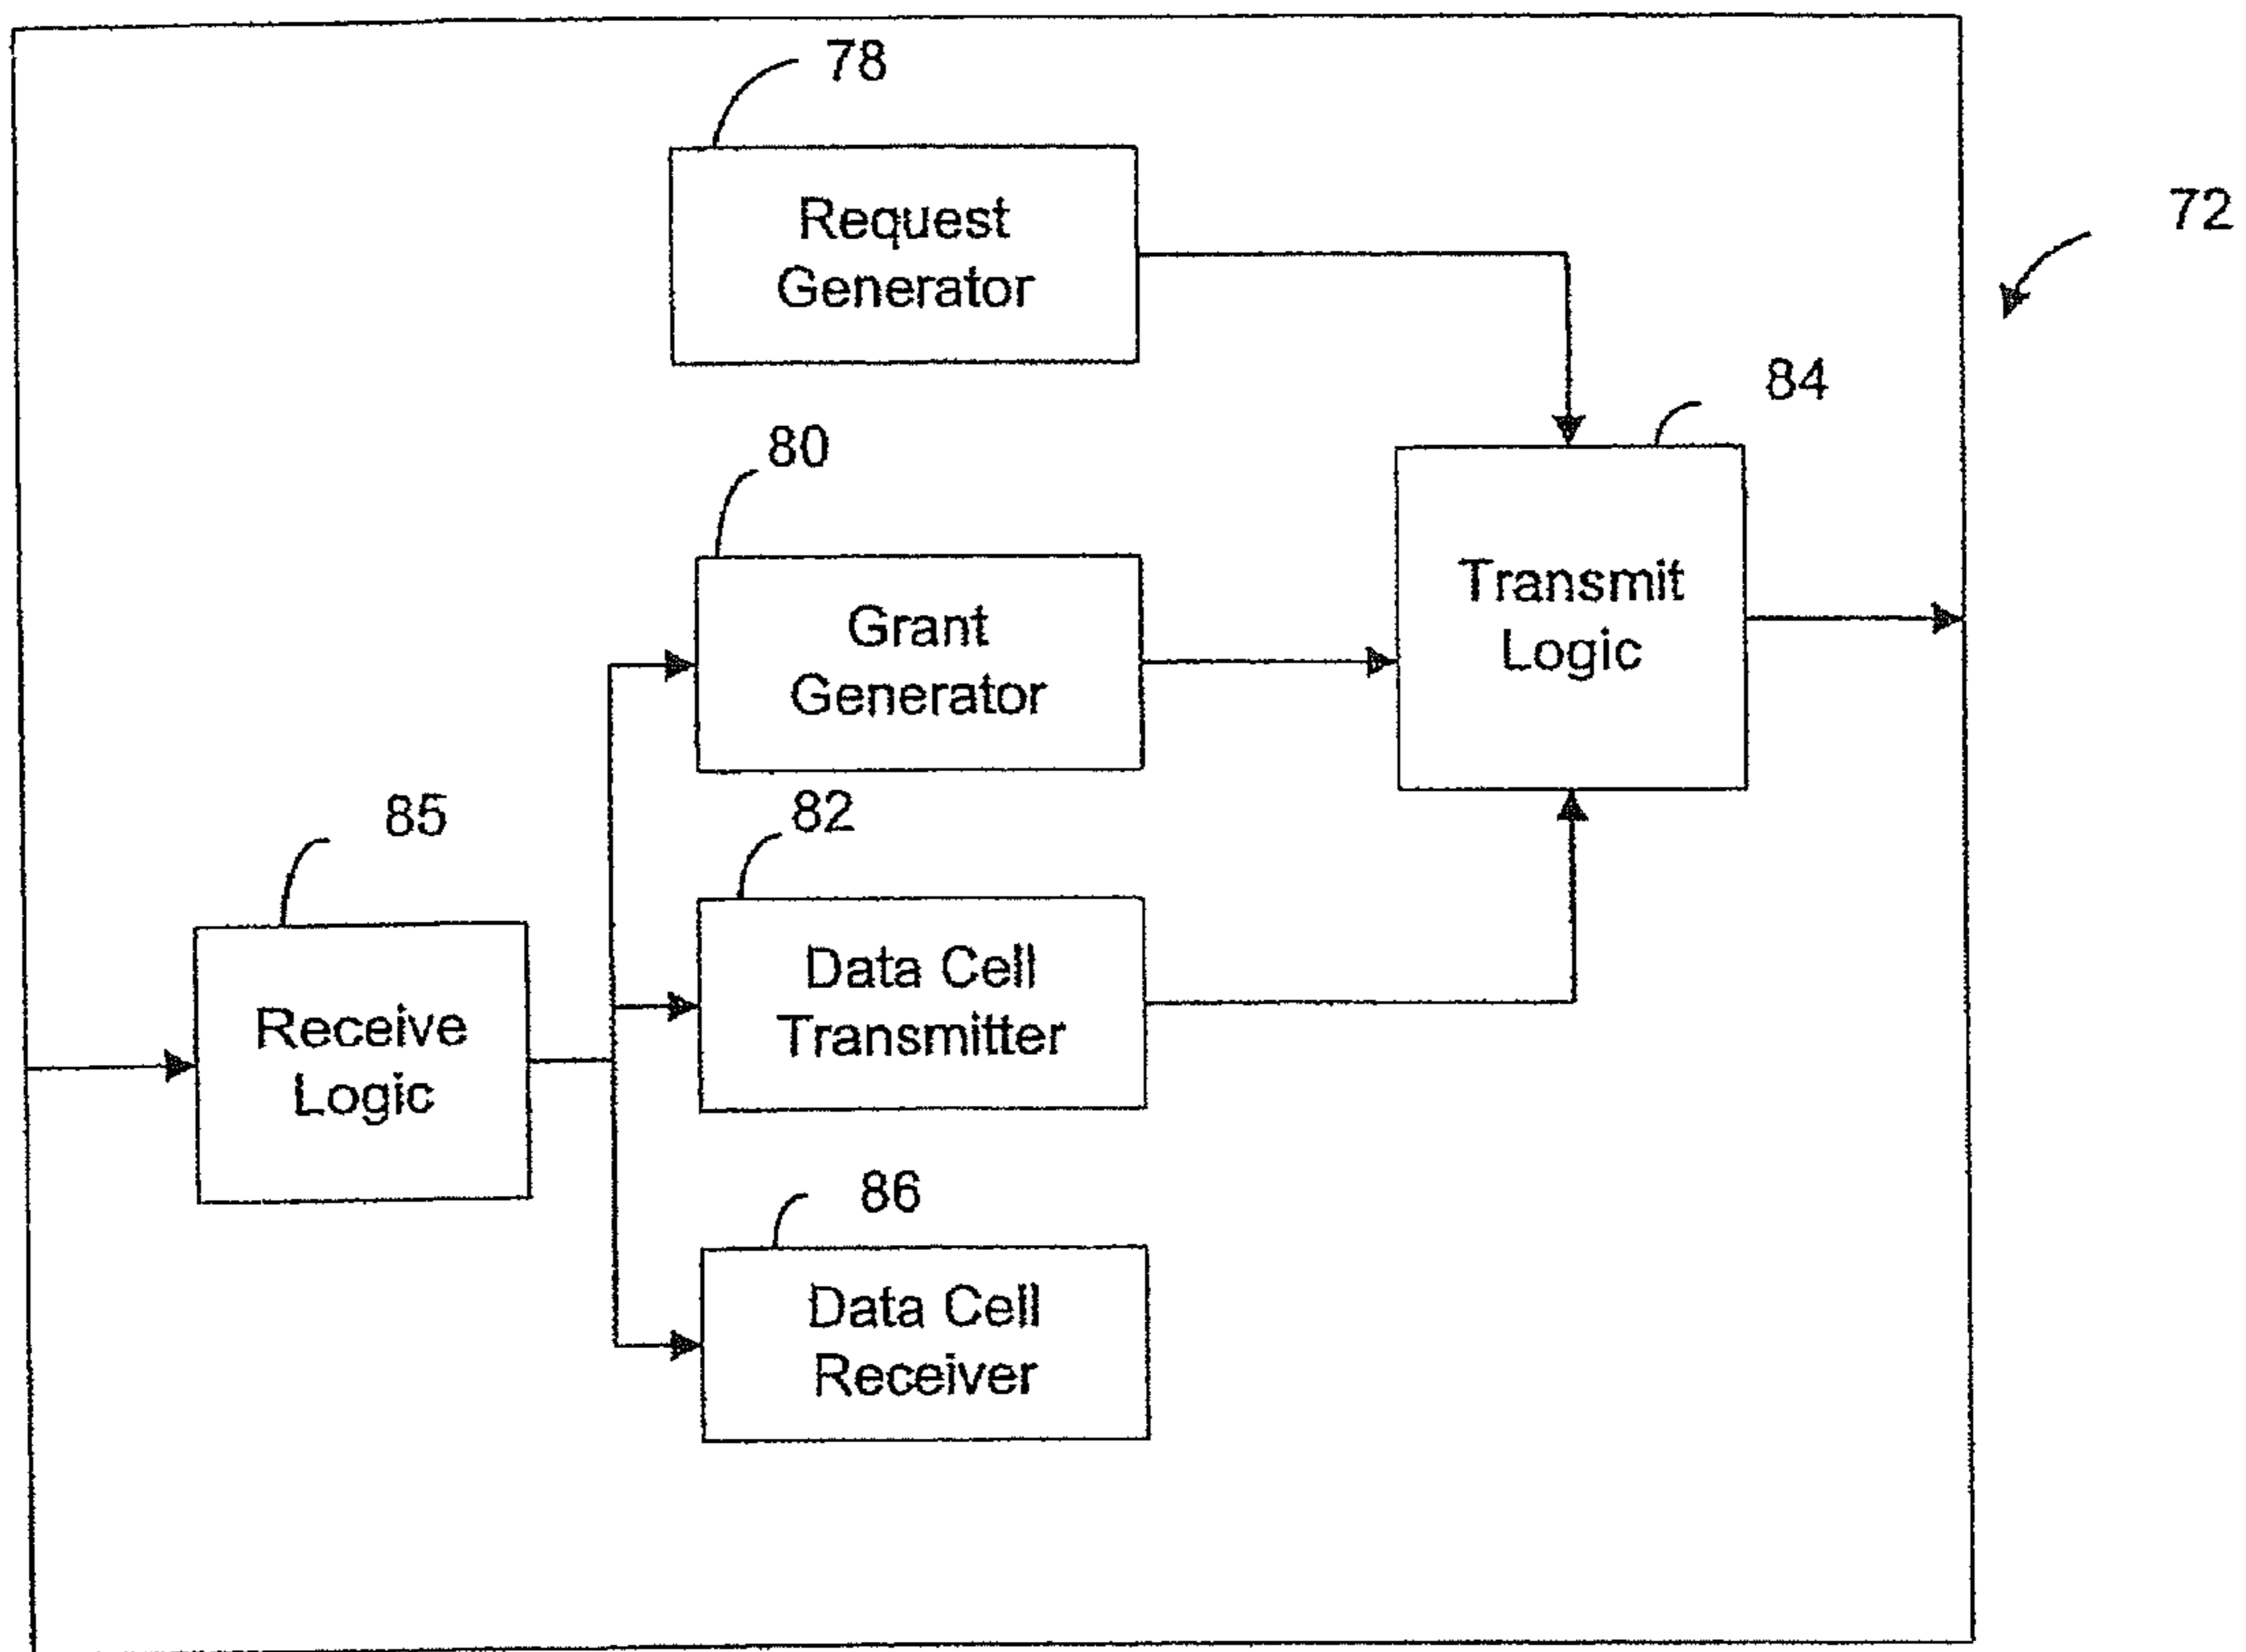 78
Request
Generator
72
84
80
Grant
Generator
Transmit
Logic
85
82
Data Cell
Transmitter
Receive
Logic
86
Data Cell
Receiver